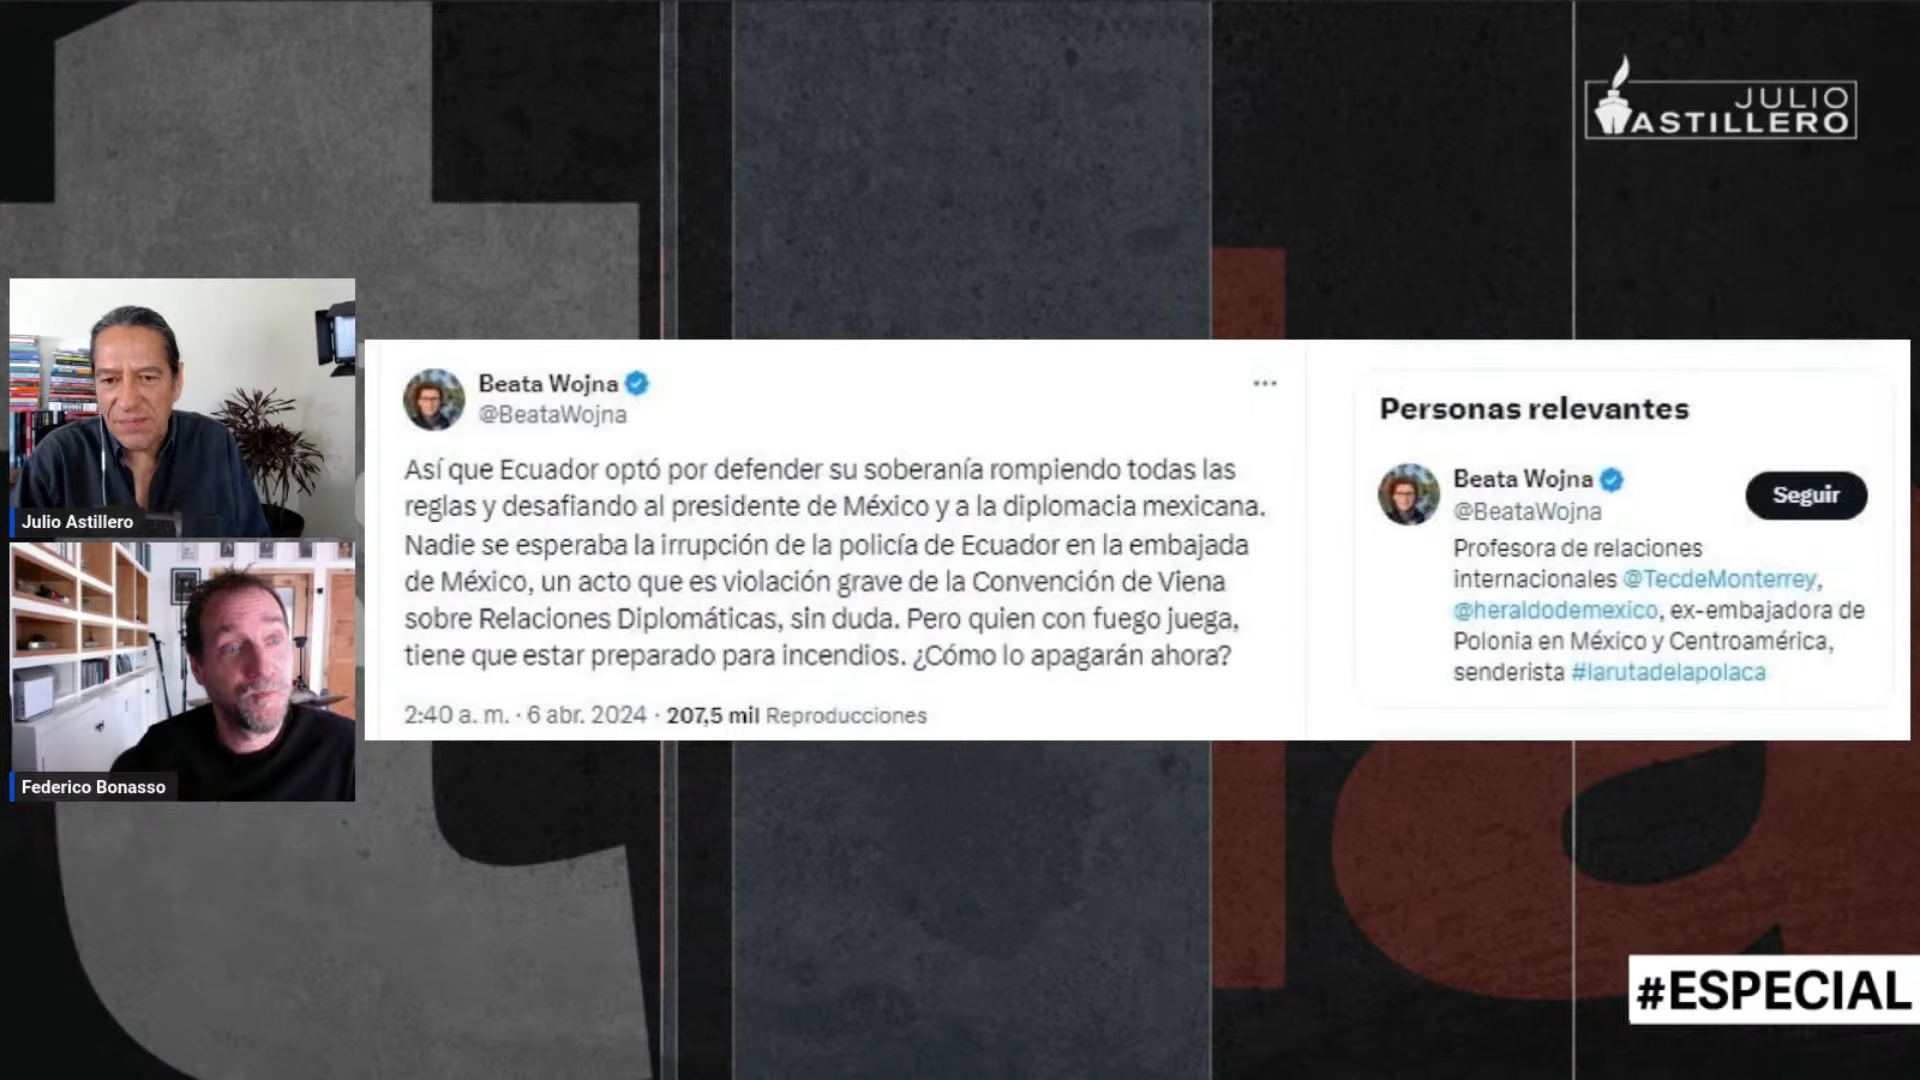 JULIO
ASTILLERO
Julio Astillero
Federico Bonasso
Beata Wojna
@BeataWojna
Así que Ecuador optó por defender su soberanía rompiendo todas las
reglas y desafiando al presidente de México y a la diplomacia mexicana.
Nadie se esperaba la irrupción de la policía de Ecuador en la embajada
de México, un acto que es violación grave de la Convención de Viena
sobre Relaciones Diplomáticas, sin duda. Pero quien con fuego juega,
tiene que estar preparado para incendios. ¿Cómo lo apagarán ahora?
2:40 a. m. · 6 abr. 2024 · 207,5 mil Reproducciones
Personas relevantes
Beata Wojna
@BeataWojna
Seguir
Profesora de relaciones
internacionales @TecdeMonterrey,
@heraldodemexico, ex-embajadora de
Polonia en México y Centroamérica,
senderista #larutadelapolaca
#ESPECIAL